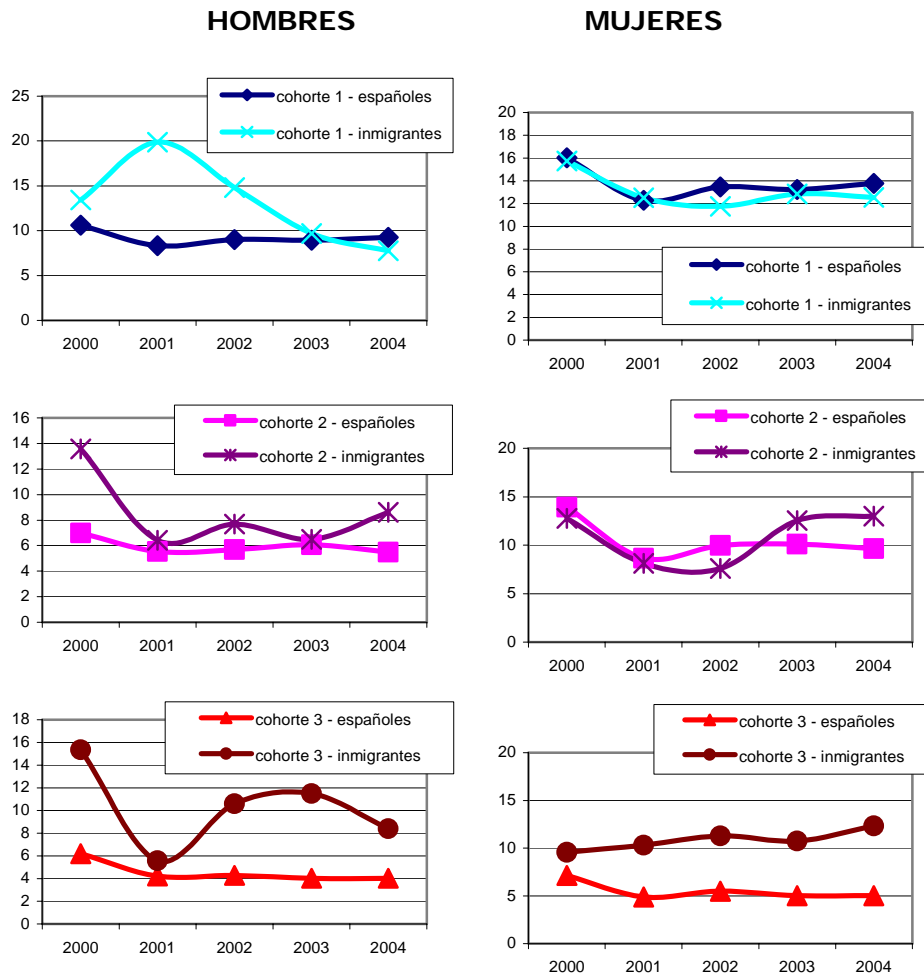 HOMBRES
MUJERES
cohorte 1 - españoles
cohorte 1 - inmigrantes
25
20
15
10
5
0
2000 2001 2002 2003 2004
20
18
16
14
12
10
8
6
4
2
0
cohorte 1 - españoles
cohorte 1 - inmigrantes
2000 2001 2002 2003 2004
cohorte 2 - españoles
cohorte 2 - inmigrantes
16
14
12
10
8
6
4
2
0
2000 2001 2002 2003 2004
cohorte 2 - españoles
cohorte 2 - inmigrantes
20
15
10
5
0
2000 2001 2002 2003 2004
cohorte 3 - españoles
cohorte 3 - inmigrantes
18
16
14
12
10
8
6
4
2
0
2000 2001 2002 2003 2004
cohorte 3 - españoles
cohorte 3 - inmigrantes
20
15
10
5
0
2000 2001 2002 2003 2004